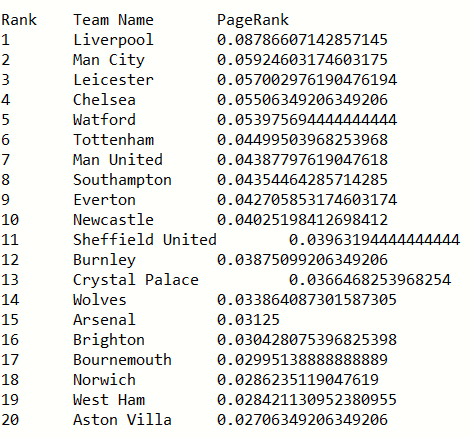 Rank Team Name PageRank
1 Liverpool 0.08786607142857145
2 Man City 0.05924603174603175
3 Leicester 0.057002976190476194
4 Chelsea 0.05506349206349206
5 Watford 0.053975694444444444
6 Tottenham 0.04499503968253968
7 Man United 0.04387797619047618
8 Southampton 0.04354464285714285
9 Everton 0.042705853174603174
10 Newcastle 0.04025198412698412
11 Sheffield United 0.03963194444444444
12 Burnley 0.03875099206349206
13 Crystal Palace 0.0366468253968254
14 Wolves 0.033864087301587305
15 Arsenal 0.03125
16 Brighton 0.030428075396825398
17 Bournemouth 0.02995138888888889
18 Norwich 0.0286235119047619
19 West Ham 0.028421130952380955
20 Aston Villa 0.02706349206349206